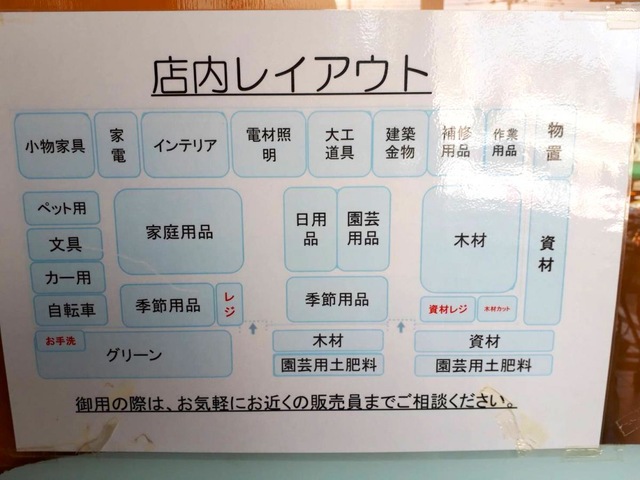 店内レイアウト
小物家具
家
電
インテリア
電材照
明
大工
道具
建築
金物
補修
用品
作業
用品
物
置
ペット用
文具
カー用
自転車
家庭用品
季節用品
レ
ジ
日用
品
園芸
用品
季節用品
木材
資材レジ
木材カット
資
材
お手洗
グリーン
木材
園芸用土肥料
資材
園芸用土肥料
御用の際は、お気軽にお近くの販売員までご相談ください。